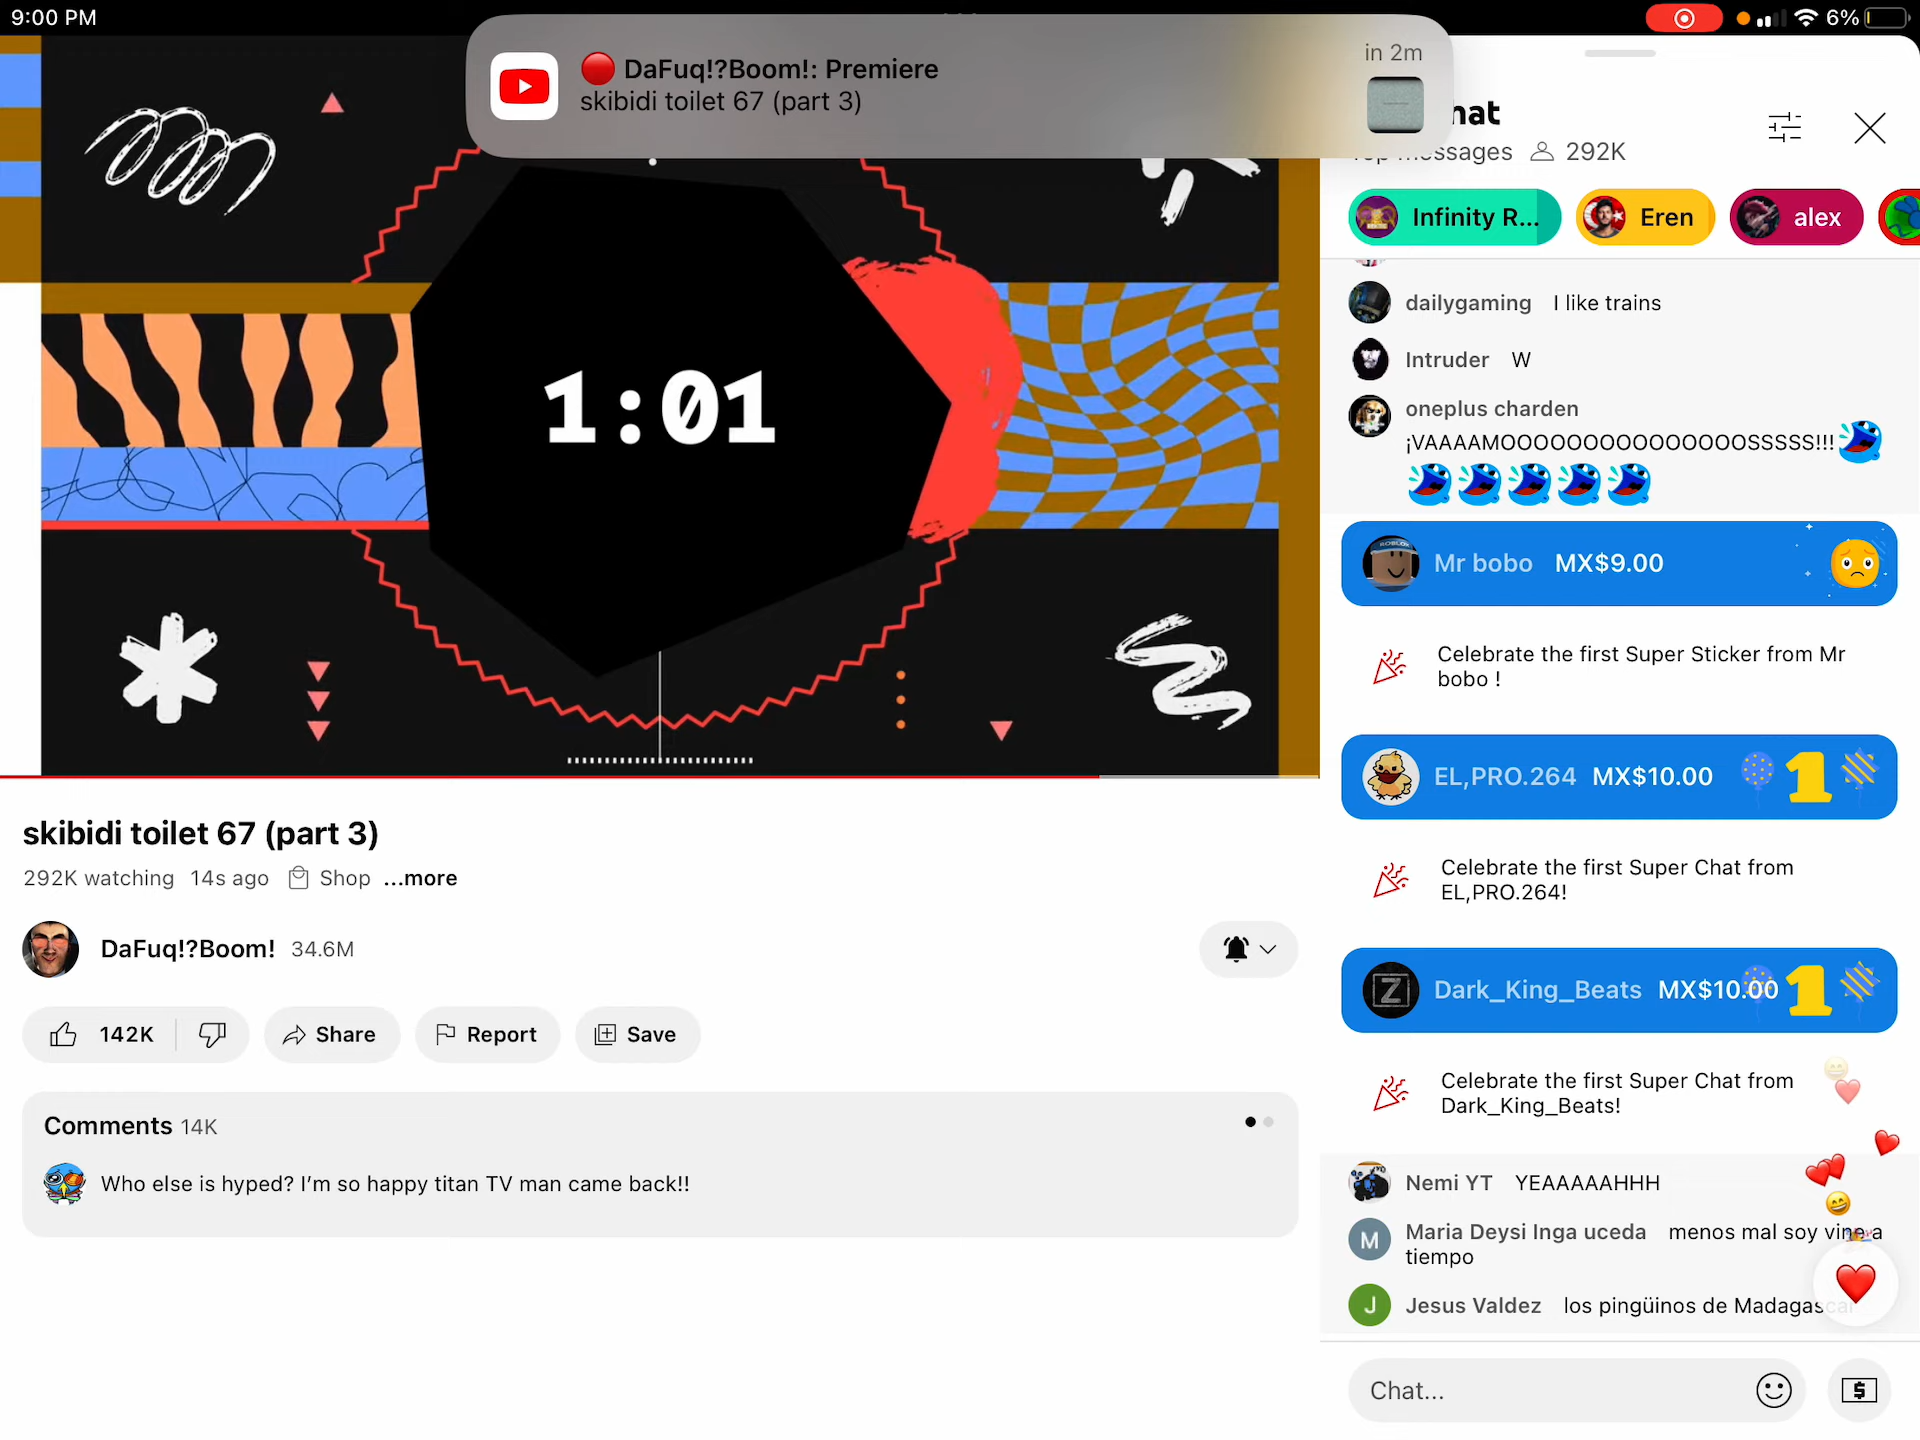 9:00 PM
6%
DaFuq!?Boom!: Premiere
in 2m
skibidi toilet 67 (part 3)
292K
Infinity R...
Eren
alex
dailygaming I like trains
Intruder W
1:01
oneplus charden
¡VAAAAMOOOOOOOOOOOOOOOSSSSS!!!
ROBLOX
Mr bobo MX$9.00
Celebrate the first Super Sticker from Mr
bobo !
EL,PRO.264 MX$10.00
1
skibidi toilet 67 (part 3)
292K watching 14s ago Shop ...more
Celebrate the first Super Chat from
EL,PRO.264!
DaFuq!?Boom! 34.6M
Z
Dark_King_Beats MX$10.00
1
142K
Share
Report
Save
Celebrate the first Super Chat from
Dark_King_Beats!
Comments 14K
Who else is hyped? I’m so happy titan TV man came back!!
Nemi YT YEAAAAAHHH
M
Maria Deysi Inga uceda menos mal soy vine a
tiempo
J
Jesus Valdez los pingüinos de Madagascar
Chat...